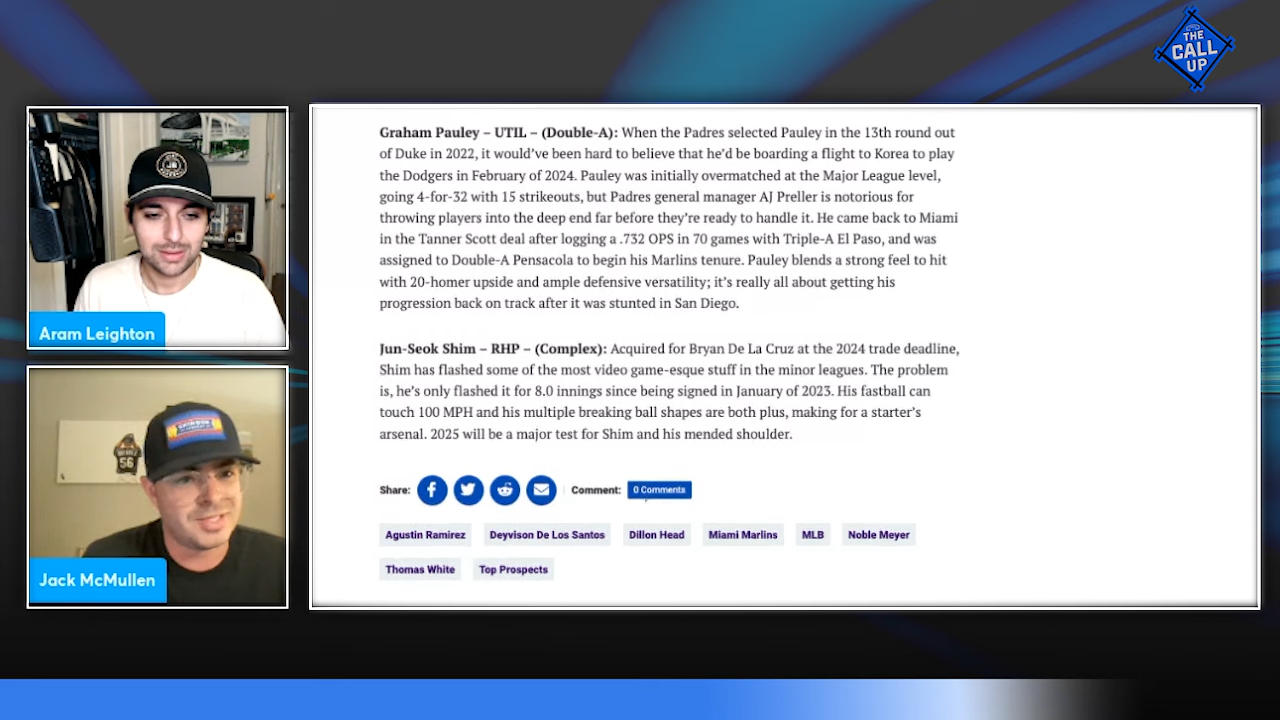 THE
CALL
UP
Graham Pauley – UTIL – (Double-A): When the Padres selected Pauley in the 13th round out
of Duke in 2022, it would've been hard to believe that he'd be boarding a flight to Korea to play
the Dodgers in February of 2024. Pauley was initially overmatched at the Major League level,
going 4-for-32 with 15 strikeouts, but Padres general manager AJ Preller is notorious for
throwing players into the deep end far before they're ready to handle it. He came back to Miami
in the Tanner Scott deal after logging a .732 OPS in 70 games with Triple-A El Paso, and was
assigned to Double-A Pensacola to begin his Marlins tenure. Pauley blends a strong feel to hit
with 20-homer upside and ample defensive versatility; it's really all about getting his
progression back on track after it was stunted in San Diego.
Jun-Seok Shim – RHP – (Complex): Acquired for Bryan De La Cruz at the 2024 trade deadline,
Shim has flashed some of the most video game-esque stuff in the minor leagues. The problem
is, he's only flashed it for 8.0 innings since being signed in January of 2023. His fastball can
touch 100 MPH and his multiple breaking ball shapes are both plus, making for a starter's
arsenal. 2025 will be a major test for Shim and his mended shoulder.
Share: Comment: 0 Comments
Agustin Ramirez Deyvison De Los Santos Dillon Head Miami Marlins MLB Noble Meyer
Thomas White Top Prospects
Aram Leighton
56
Jack McMullen